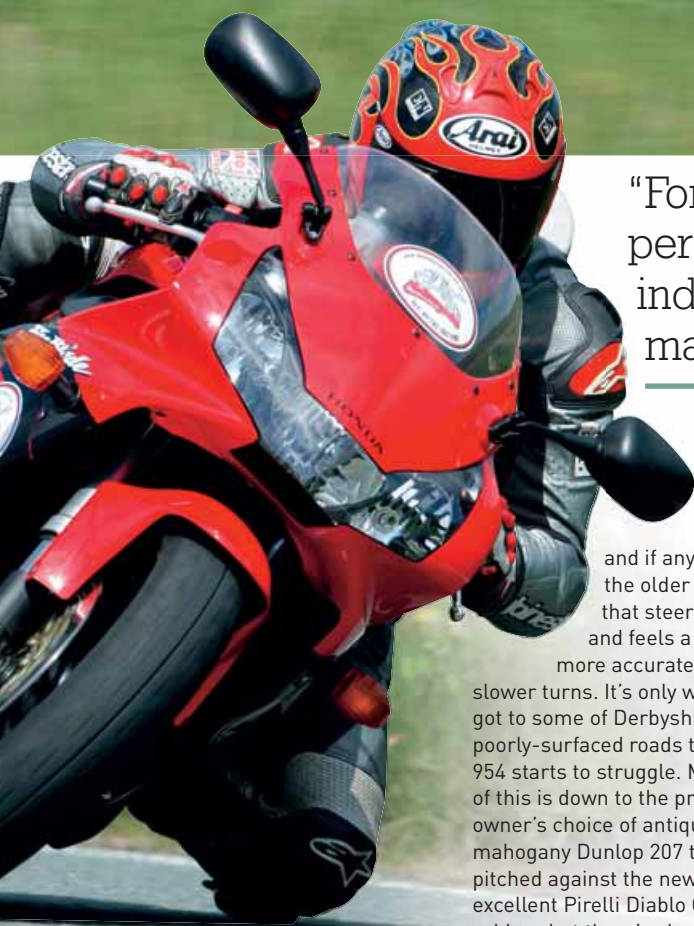 Arai
HELMET
HONDA
“For
per
ind
ma
and if any
the older
that steer
and feels a
more accurate
slower turns. It’s only w
got to some of Derbyshi
poorly-surfaced roads t
954 starts to struggle. M
of this is down to the pr
owner’s choice of antiqu
mahogany Dunlop 207 t
pitched against the new
excellent Pirelli Diablo